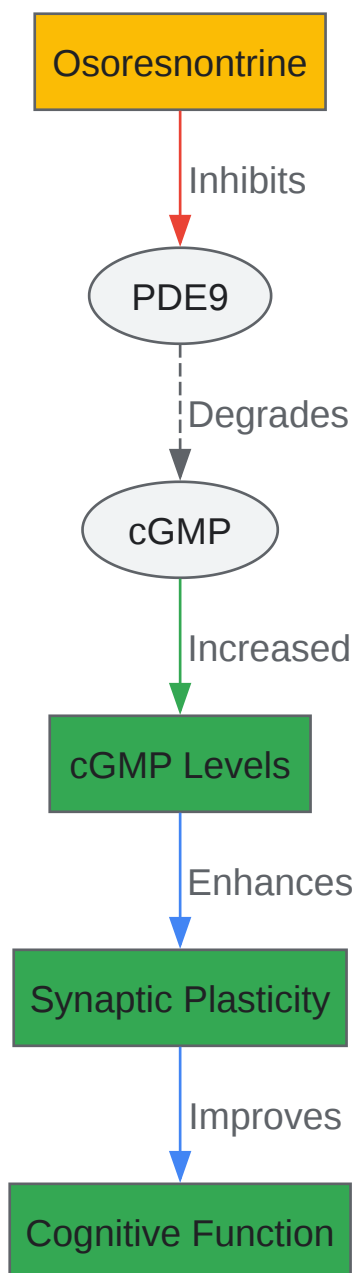 Osoresnontrine
Inhibits
PDE9
Degrades
cGMP
Increased
cGMP Levels
Enhances
Synaptic Plasticity
Improves
Cognitive Function